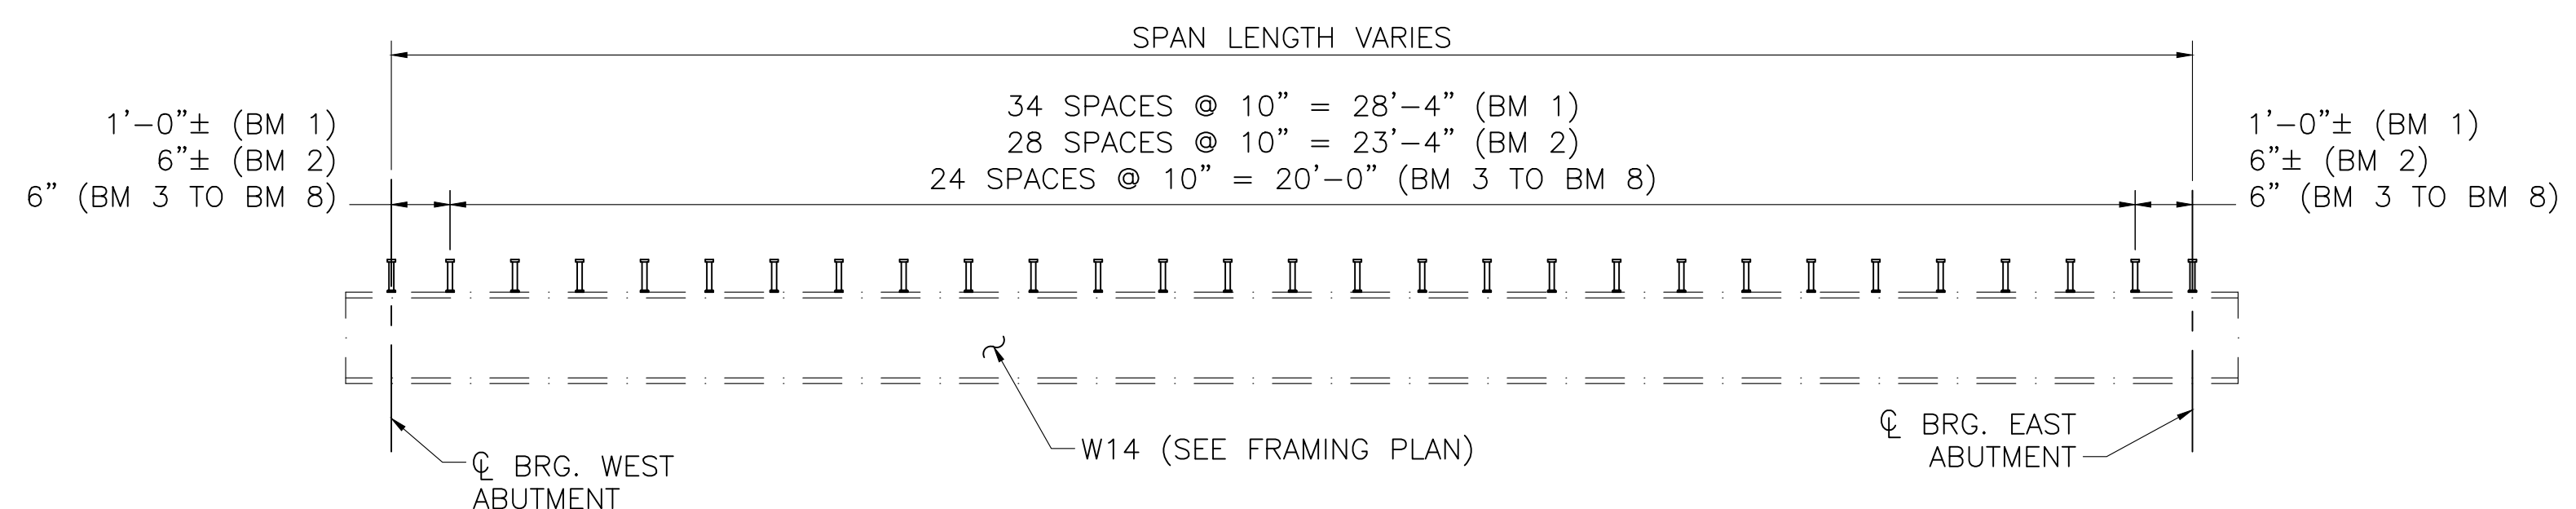 SPAN LENGTH VARIES
1'-0"± (BM 1)
6"± (BM 2)
6" (BM 3 TO BM 8)
34 SPACES @ 10" = 28'-4" (BM 1)
28 SPACES @ 10" = 23'-4" (BM 2)
24 SPACES @ 10" = 20'-0" (BM 3 TO BM 8)
1'-0"± (BM 1)
6"± (BM 2)
6" (BM 3 TO BM 8)
℄ BRG. WEST
ABUTMENT
W14 (SEE FRAMING PLAN)
℄ BRG. EAST
ABUTMENT